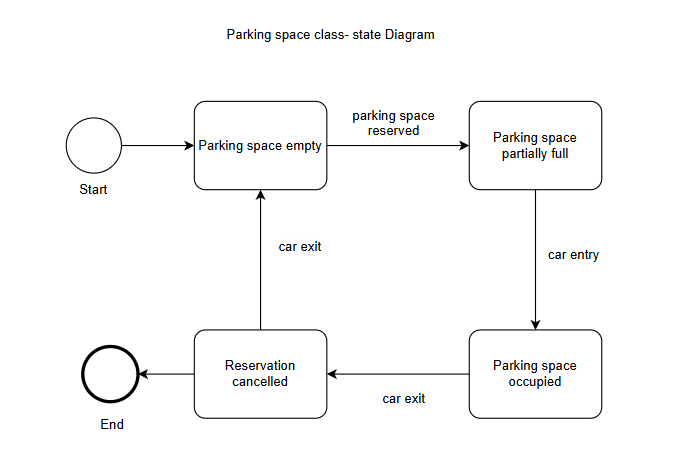 Parking space class- state Diagram
Parking space empty
parking space
reserved
Parking space
partially full
Start
car exit
car entry
Reservation
cancelled
Parking space
occupied
car exit
End